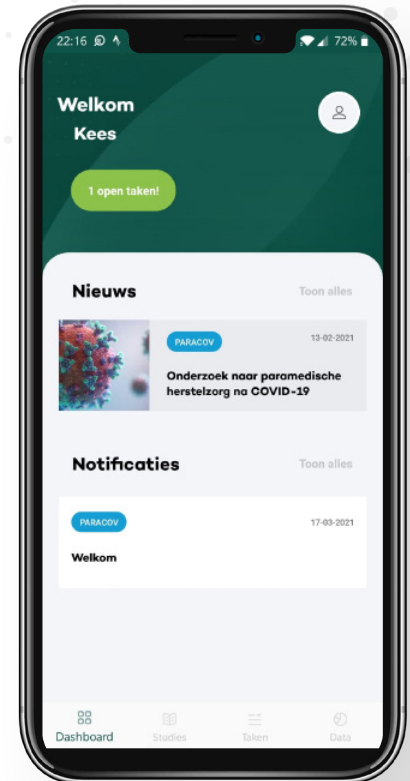 22:16
72%
Welkom
Kees
1 open taken!
Nieuws
Toon alles
PARACOV
13-02-2021
Onderzoek naar paramedische
herstelzorg na COVID-19
Notificaties
Toon alles
PARACOV
17-03-2021
Welkom
Dashboard
Studies
Taken
Data